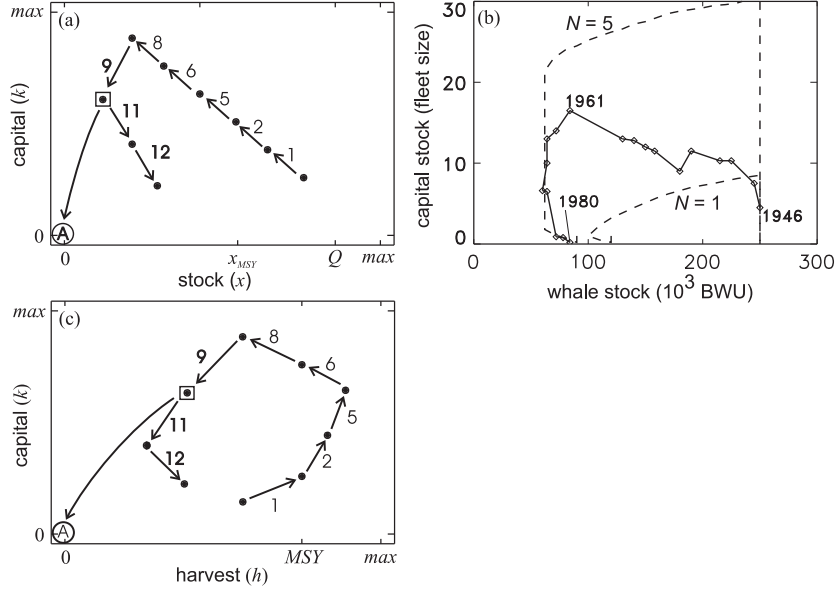 (a)
max
capital (k)
0
8
6
5
2
1
9
11
12
A
0
x_MSY
Q
max
stock (x)
(b)
30
20
10
0
capital stock (fleet size)
N = 5
1961
N = 1
1946
1980
0
100
200
300
whale stock (10³ BWU)
(c)
max
capital (k)
0
9
8
6
5
2
1
11
12
A
0
MSY
max
harvest (h)